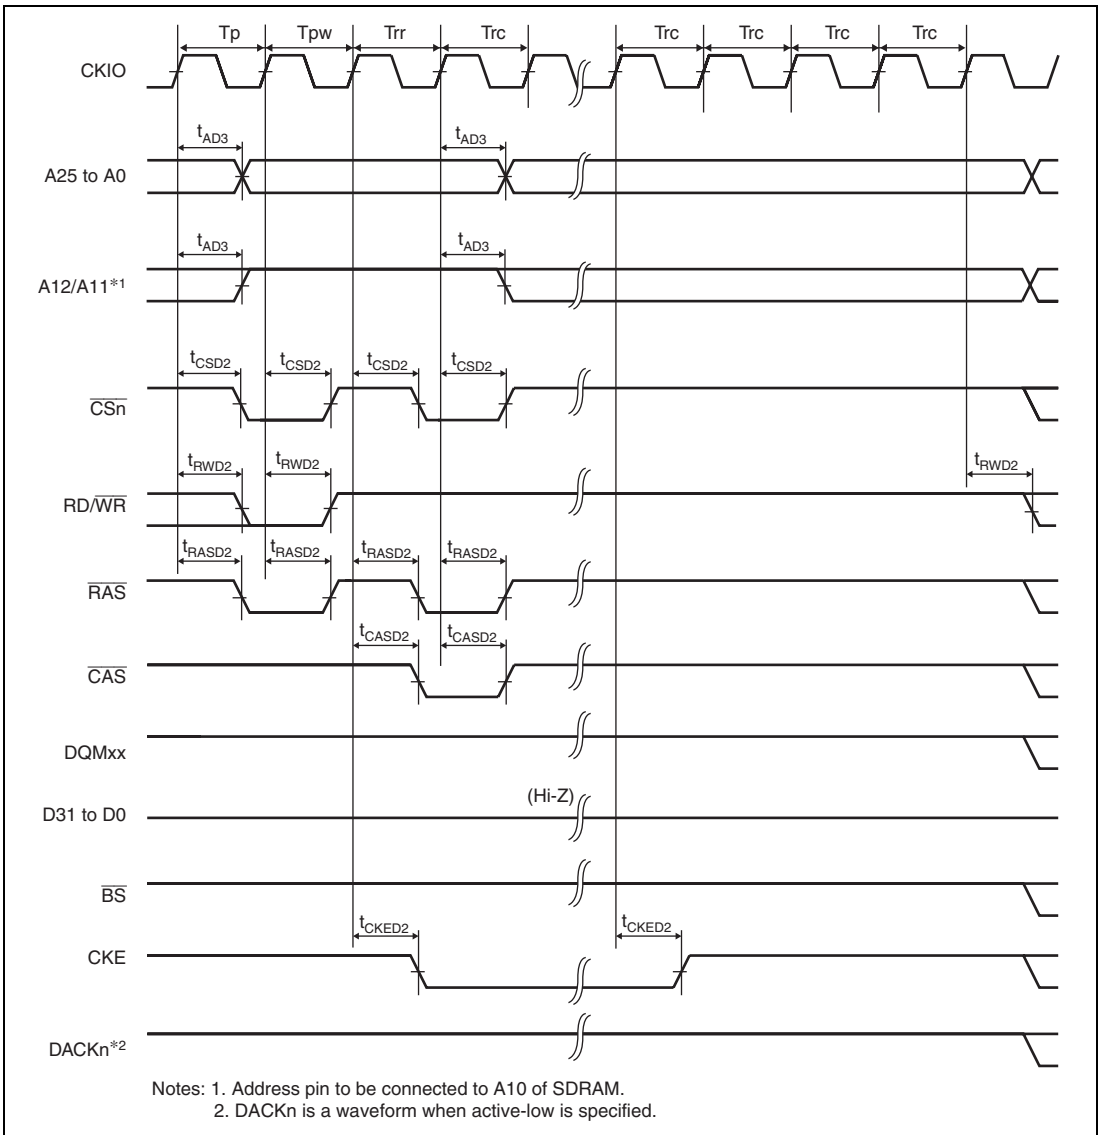 Tp Tpw Trr Trc Trc Trc Trc Trc
CKIO
tAD3 tAD3
A25 to A0
tAD3 tAD3
A12/A11*1
tCSD2 tCSD2 tCSD2 tCSD2
CSn
tRWD2 tRWD2 tRWD2
RD/WR
tRASD2 tRASD2 tRASD2 tRASD2
RAS
tCASD2 tCASD2
CAS
DQMxx
(Hi-Z)
D31 to D0
BS
tCKED2 tCKED2
CKE
DACKn*2
Notes: 1. Address pin to be connected to A10 of SDRAM.
2. DACKn is a waveform when active-low is specified.